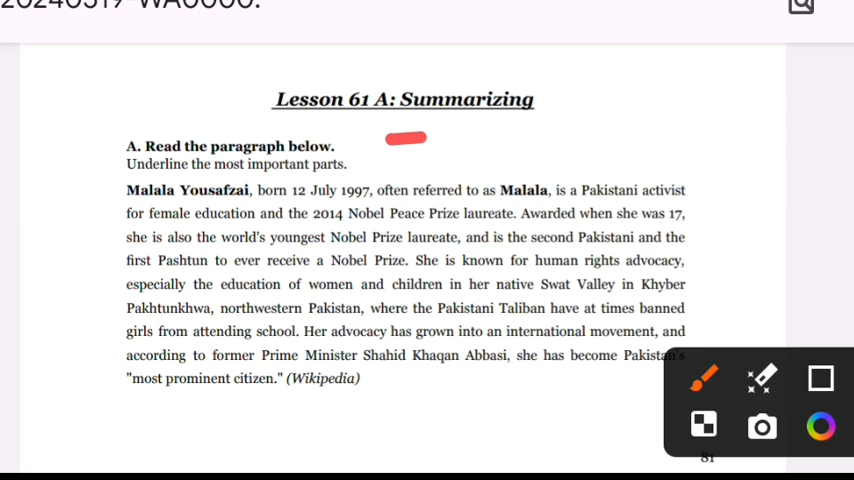 20240319-WA0000.
Lesson 61 A: Summarizing
A. Read the paragraph below.
Underline the most important parts.
Malala Yousafzai, born 12 July 1997, often referred to as Malala, is a Pakistani activist
for female education and the 2014 Nobel Peace Prize laureate. Awarded when she was 17,
she is also the world's youngest Nobel Prize laureate, and is the second Pakistani and the
first Pashtun to ever receive a Nobel Prize. She is known for human rights advocacy,
especially the education of women and children in her native Swat Valley in Khyber
Pakhtunkhwa, northwestern Pakistan, where the Pakistani Taliban have at times banned
girls from attending school. Her advocacy has grown into an international movement, and
according to former Prime Minister Shahid Khaqan Abbasi, she has become Pakistan's
"most prominent citizen." (Wikipedia)
81